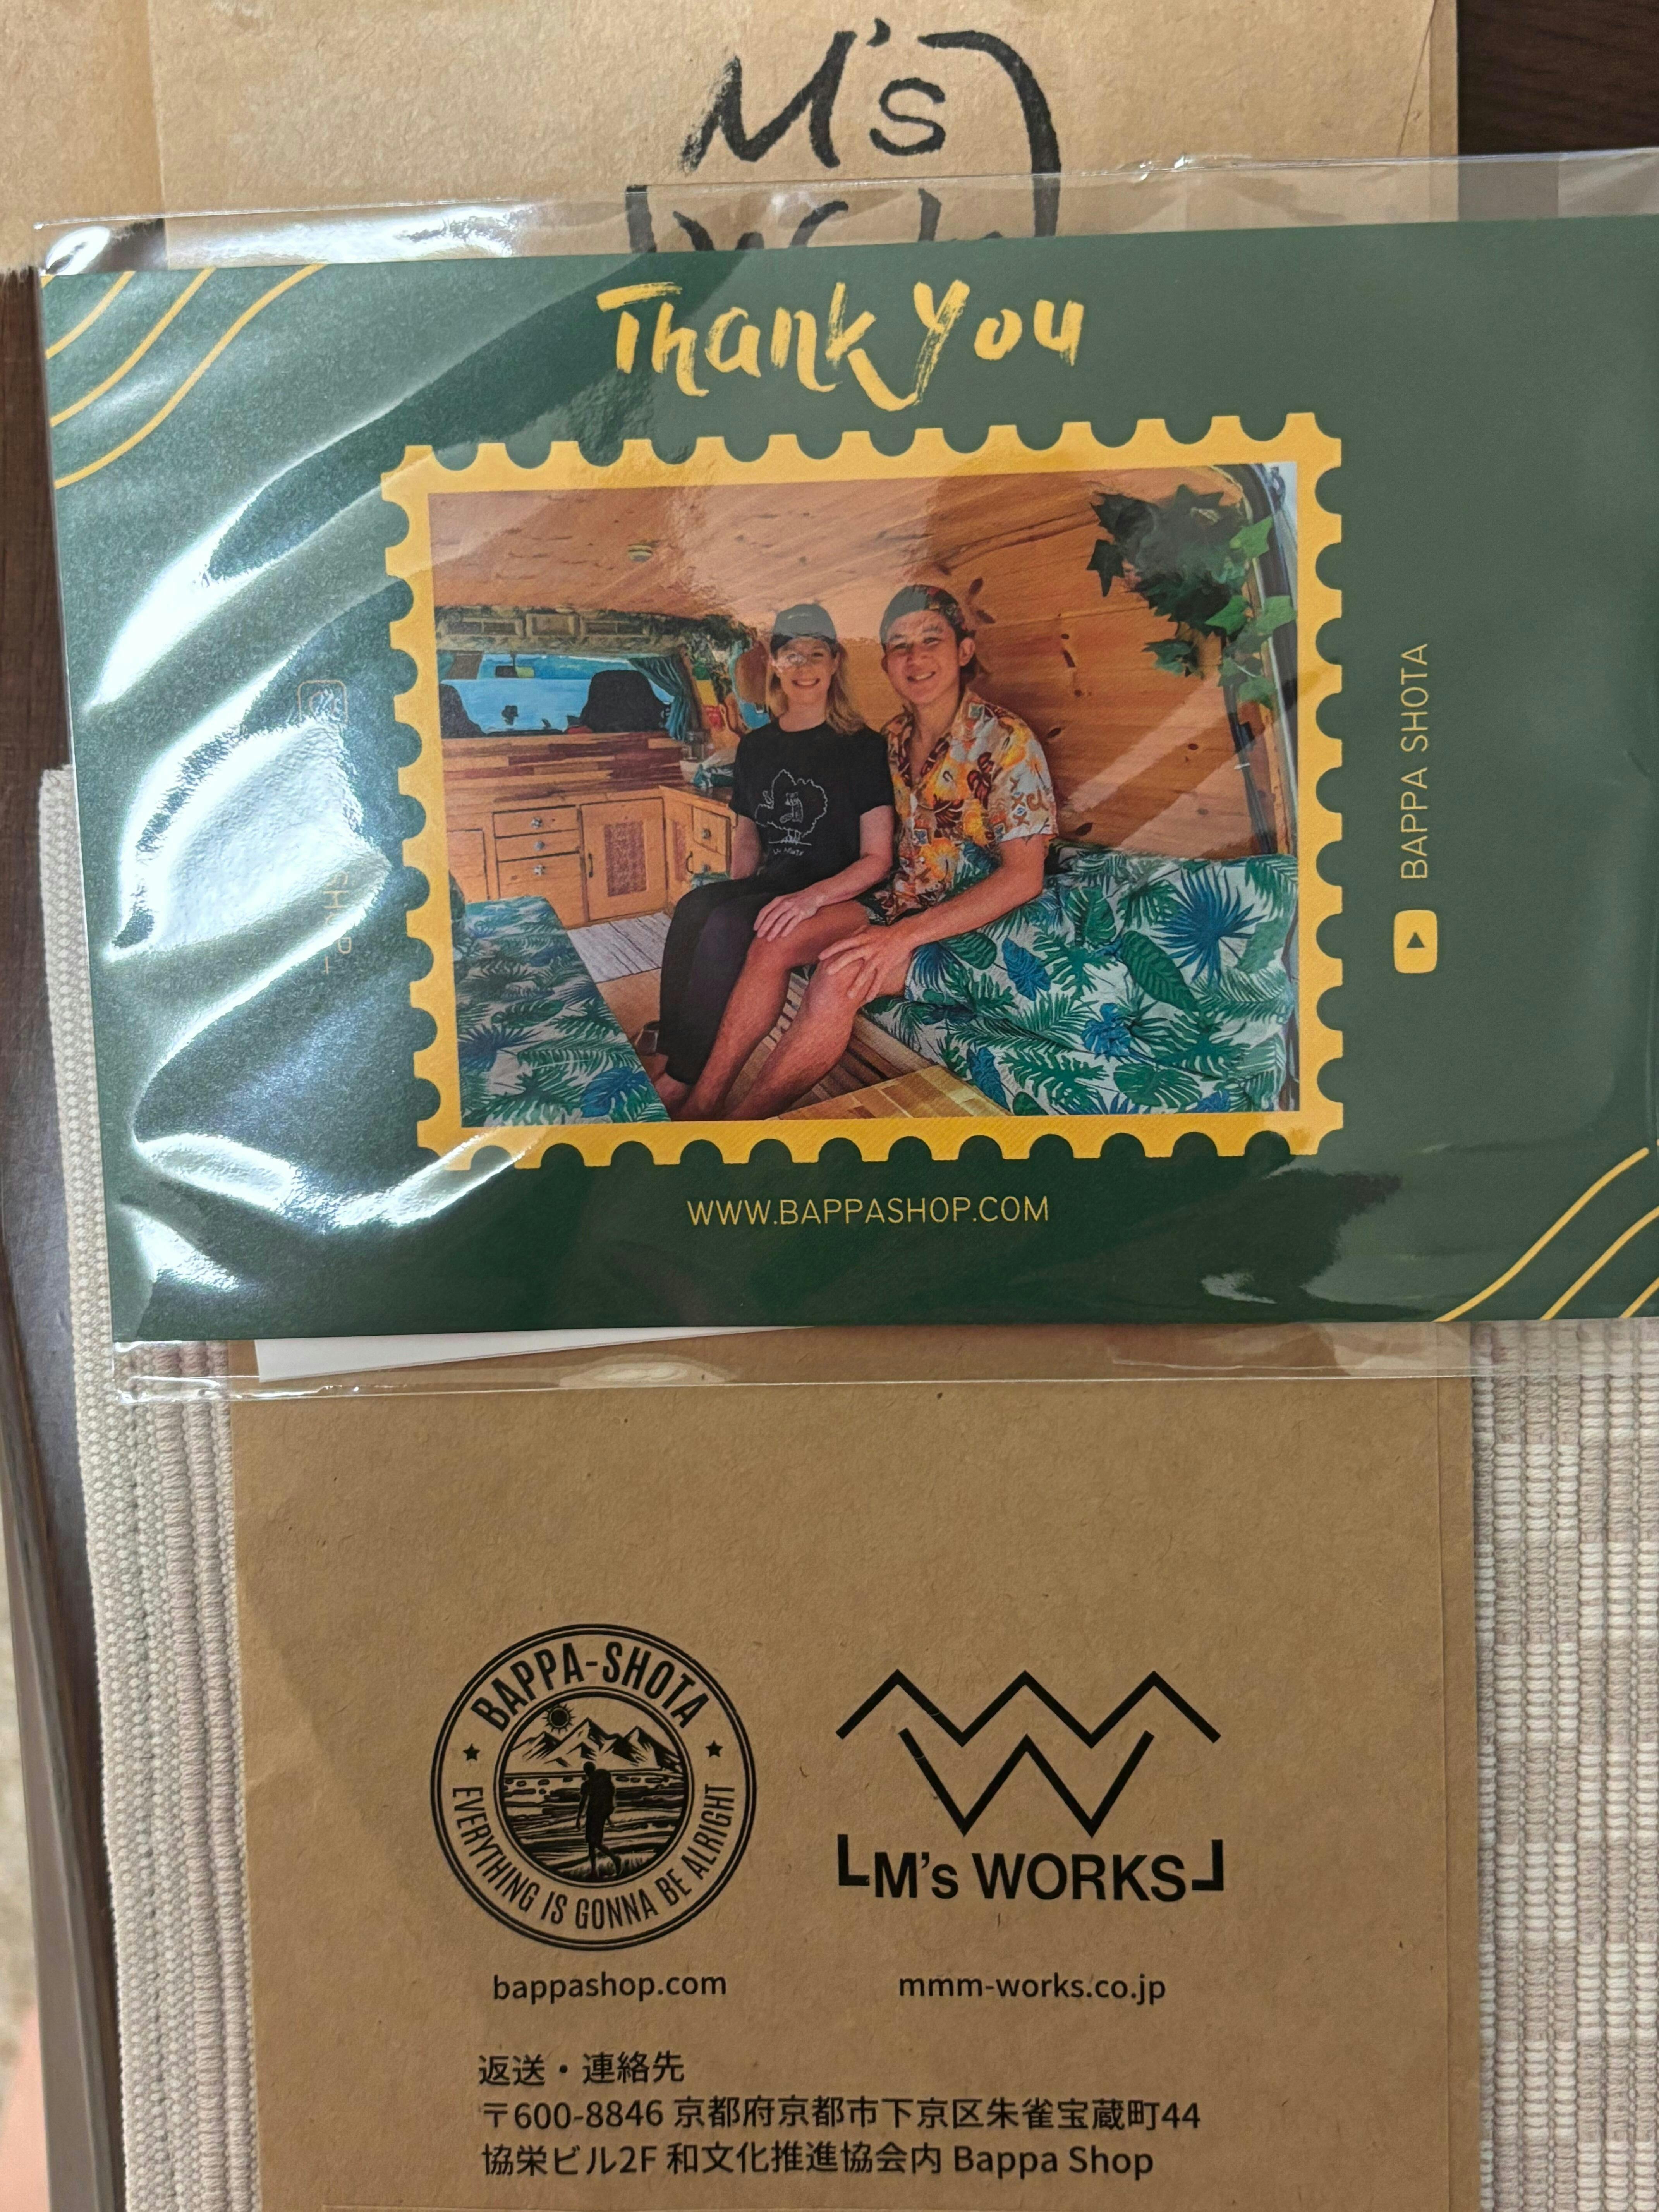 M's
Thank You
BAPPA SHOTA
WWW.BAPPASHOP.COM
BAPPA-SHOTA
EVERYTHING IS GONNA BE ALRIGHT
M's WORKS
bappashop.com
mmm-works.co.jp
返送・連絡先
〒600-8846 京都府京都市下京区朱雀宝蔵町44
協栄ビル2F 和文化推進協会内 Bappa Shop